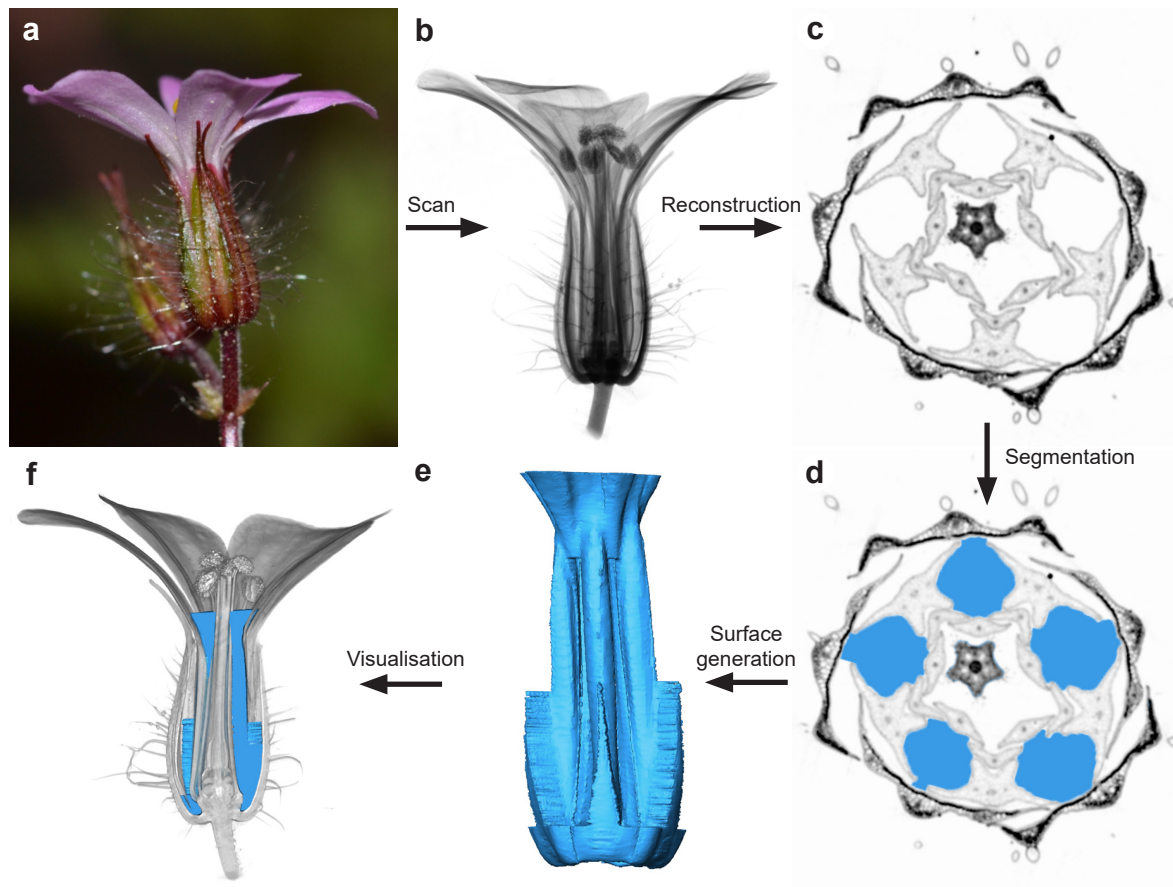 a
b
c
Scan
Reconstruction
Segmentation
f
e
d
Visualisation
Surface
generation